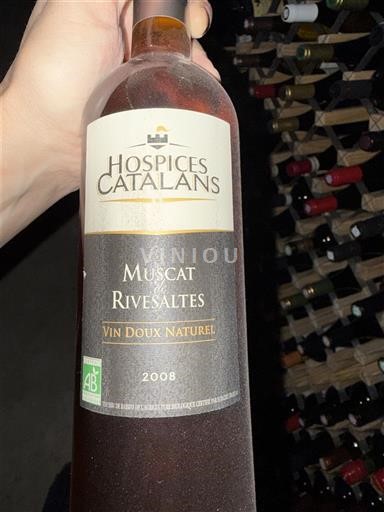 HOSPICES
CATALANS
VINIOU
MUSCAT
de
RIVESALTES
VIN DOUX NATUREL
AB
2008